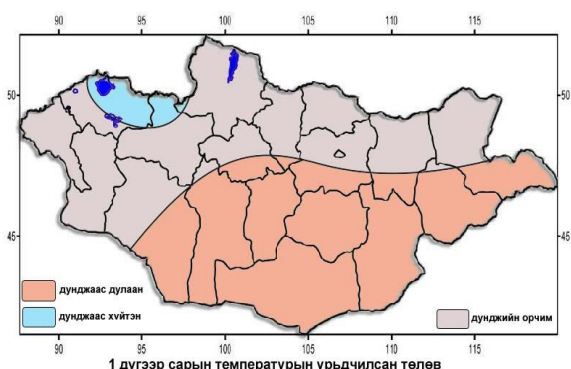 90 95 100 105 110 115
50 50
45 45
дунджаас дулаан
дунджаас хүйтэн
дунджийн орчим
90 95 100 105 110 115
1 дүгээр сарын температурын урьдчилсан төлөв